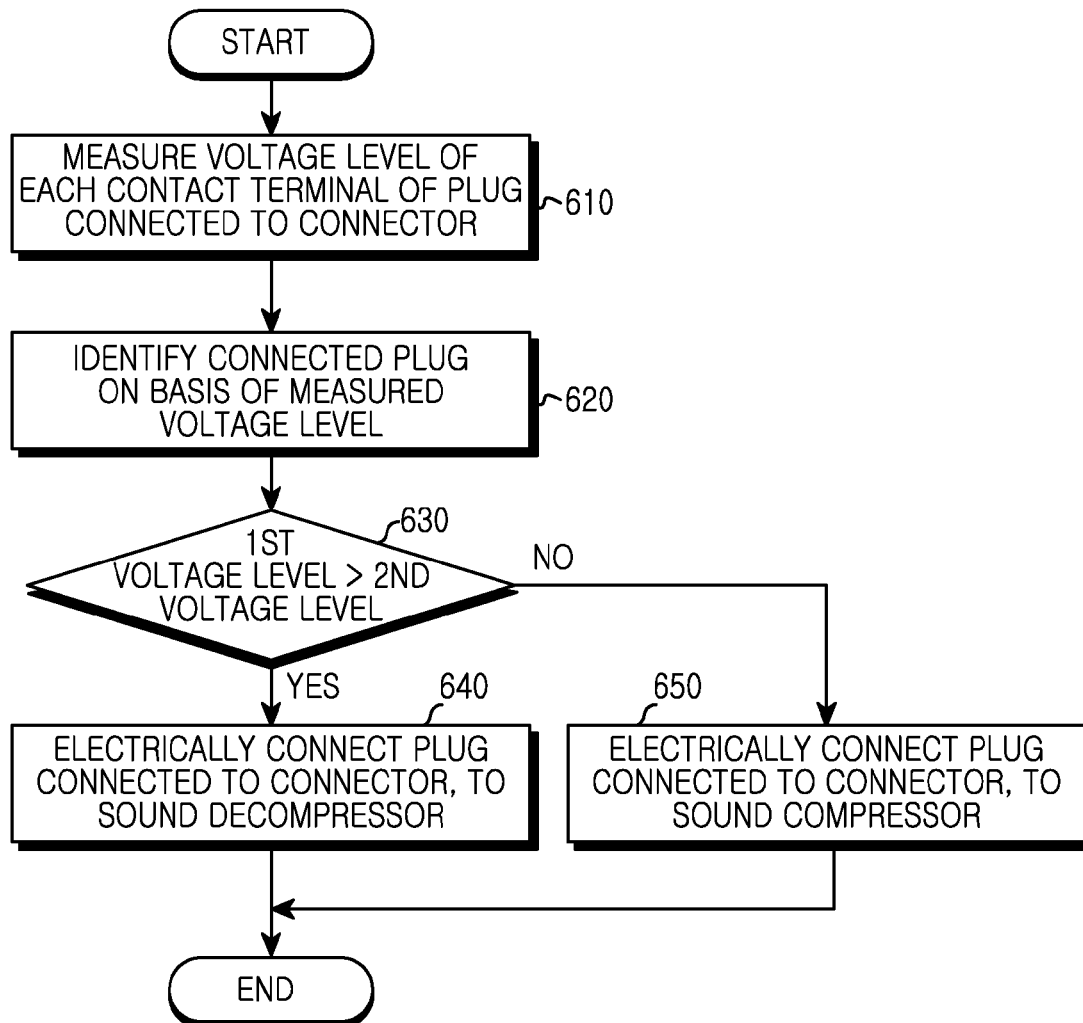 START
MEASURE VOLTAGE LEVEL OF
EACH CONTACT TERMINAL OF PLUG
CONNECTED TO CONNECTOR
610
IDENTIFY CONNECTED PLUG
ON BASIS OF MEASURED
VOLTAGE LEVEL
620
630
1ST
VOLTAGE LEVEL > 2ND
VOLTAGE LEVEL
NO
YES
640
ELECTRICALLY CONNECT PLUG
CONNECTED TO CONNECTOR, TO
SOUND DECOMPRESSOR
650
ELECTRICALLY CONNECT PLUG
CONNECTED TO CONNECTOR, TO
SOUND COMPRESSOR
END